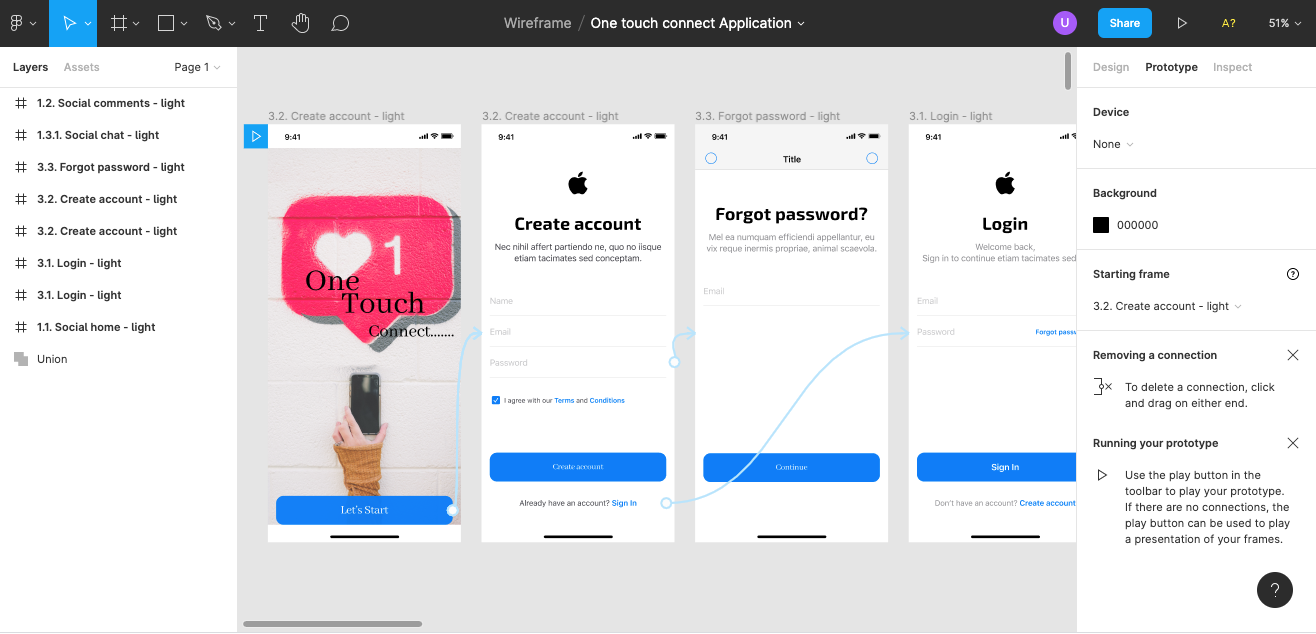 Wireframe / One touch connect Application
U
Share
A?
51%
Layers
Assets
Page 1
1.2. Social comments - light
1.3.1. Social chat - light
3.3. Forgot password - light
3.2. Create account - light
3.2. Create account - light
3.1. Login - light
3.1. Login - light
1.1. Social home - light
Union
3.2. Create account - light
9:41
1
One
Touch
Connect.......
Let's Start
3.2. Create account - light
9:41
Create account
Nec nihil affert partiendo ne, quo no iisque
etiam tacimates sed conceptam.
Name
Email
Password
I agree with our Terms and Conditions
Create account
Already have an account? Sign In
3.3. Forgot password - light
9:41
Title
Forgot password?
Mel ea numquam efficiendi appellantur, eu
vix reque inermis propriae, animal scaevola.
Email
Continue
3.1. Login - light
9:41
Login
Welcome back,
Sign in to continue etiam tacimates sed
Email
Password
Forgot passw
Sign In
Don't have an account? Create account
Design
Prototype
Inspect
Device
None
Background
000000
Starting frame
?
3.2. Create account - light
Removing a connection
To delete a connection, click
and drag on either end.
Running your prototype
Use the play button in the
toolbar to play your prototype.
If there are no connections, the
play button can be used to play
a presentation of your frames.
?